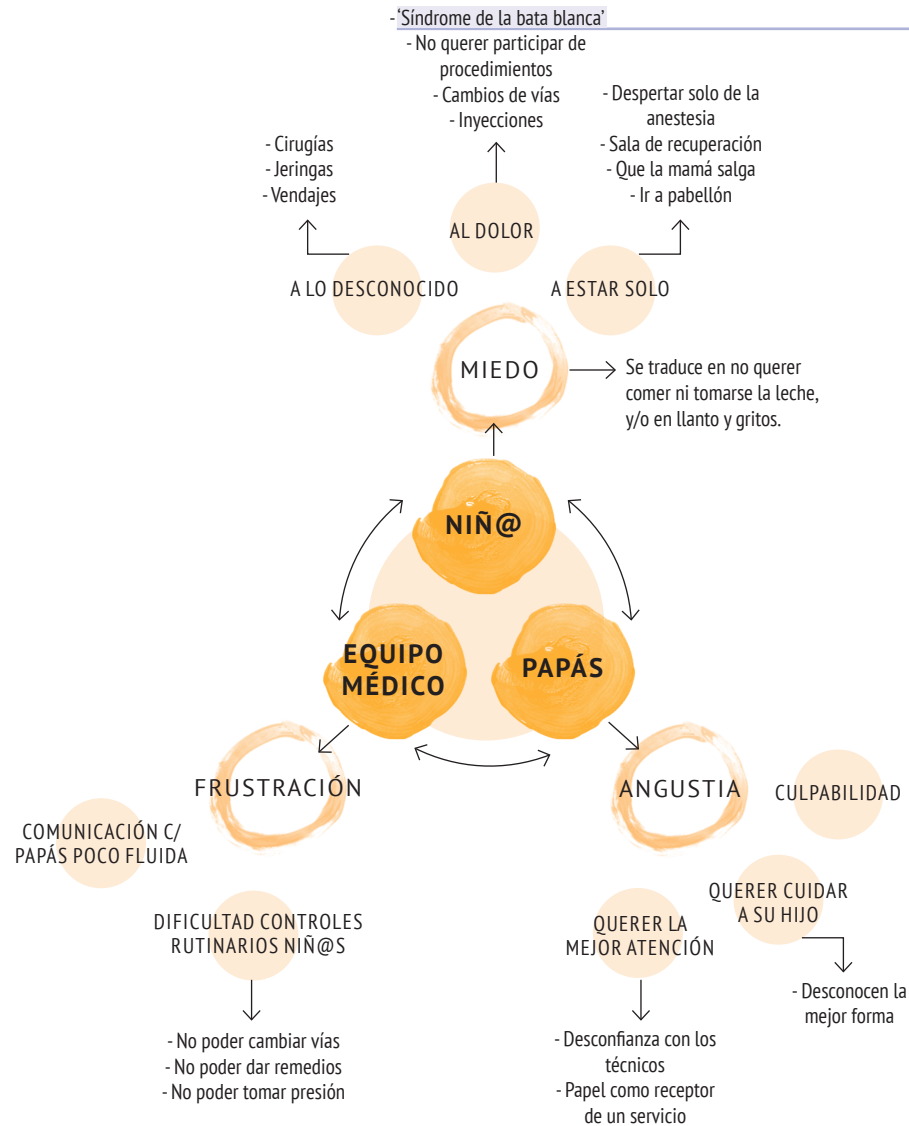 - ‘Síndrome de la bata blanca’
- No querer participar de
procedimientos
- Cambios de vías
- Inyecciones
- Despertar solo de la
anestesia
- Sala de recuperación
- Que la mamá salga
- Ir a pabellón
- Cirugías
- Jeringas
- Vendajes
AL DOLOR
A LO DESCONOCIDO
A ESTAR SOLO
MIEDO
Se traduce en no querer
comer ni tomarse la leche,
y/o en llanto y gritos.
NIÑ@
EQUIPO
MÉDICO
PAPÁS
FRUSTRACIÓN
ANGUSTIA
CULPABILIDAD
COMUNICACIÓN C/
PAPÁS POCO FLUIDA
DIFICULTAD CONTROLES
RUTINARIOS NIÑ@S
QUERER LA
MEJOR ATENCIÓN
QUERER CUIDAR
A SU HIJO
- Desconocen la
mejor forma
- No poder cambiar vías
- No poder dar remedios
- No poder tomar presión
- Desconfianza con los
técnicos
- Papel como receptor
de un servicio